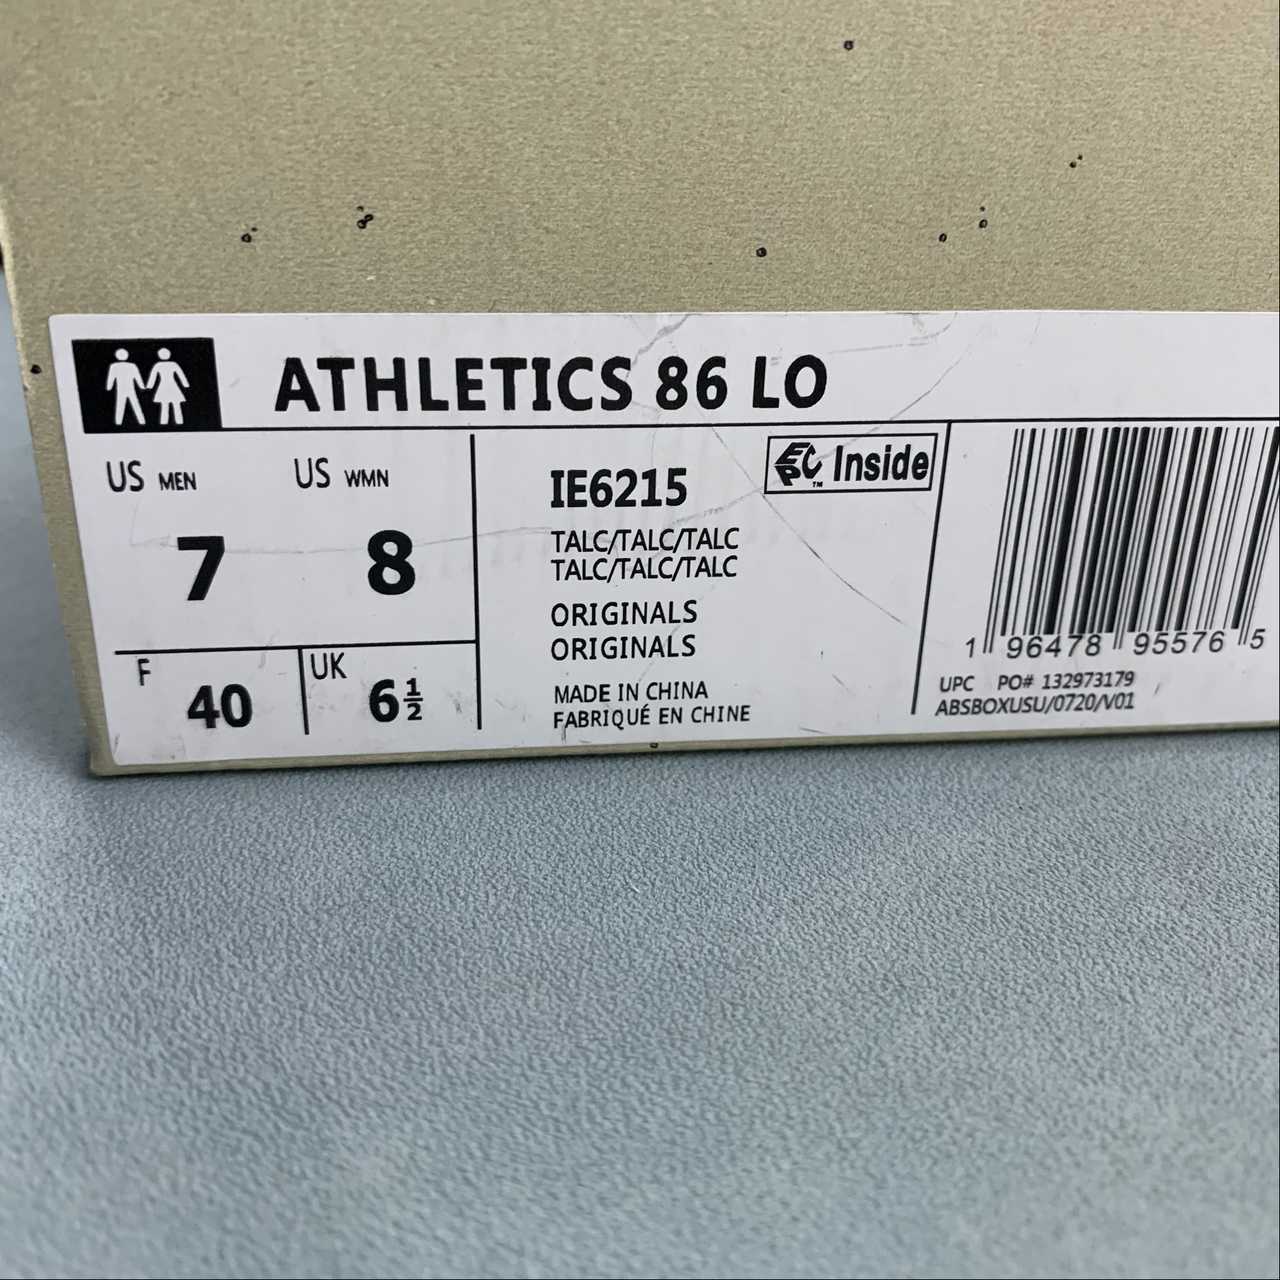 ATHLETICS 86 LO
US MEN
US WMN
7
8
F
40
UK
6½
IE6215
EPC™ Inside
TALC/TALC/TALC
TALC/TALC/TALC
ORIGINALS
ORIGINALS
MADE IN CHINA
FABRIQUÉ EN CHINE
1 96478 95576 5
UPC PO# 132973179
ABSBOXUSU/0720/V01